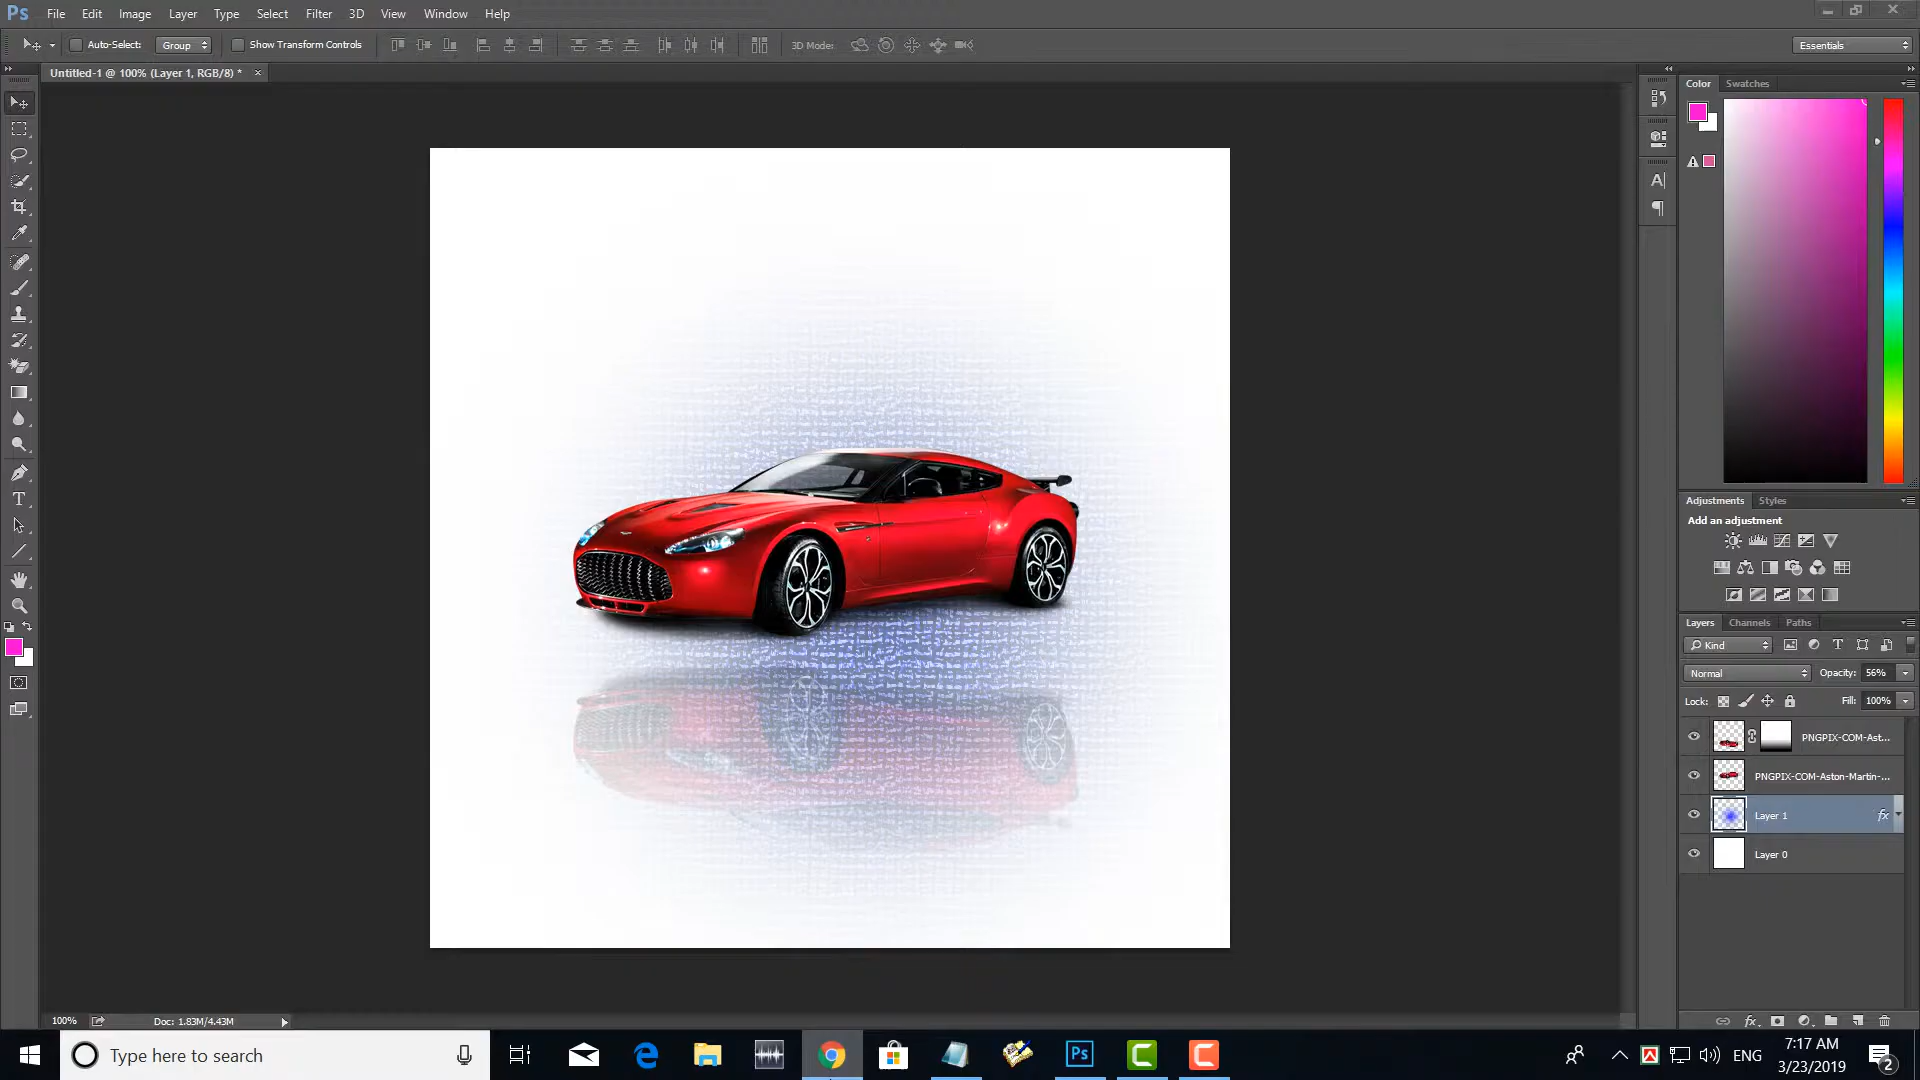 Ps File Edit Image Layer Type Select Filter 3D View Window Help
Auto-Select: Group Show Transform Controls 3D Mode: Essentials
Untitled-1 @ 100% (Layer 1, RGB/8) * ×
Color Swatches
Adjustments Styles
Add an adjustment
Layers Channels Paths
Kind
Normal Opacity: 56%
Lock: Fill: 100%
PNGPIX-COM-Ast...
PNGPIX-COM-Aston-Martin-...
Layer 1 fx
Layer 0
100% Doc: 1.83M/4.43M
Type here to search
Ps
ENG
7:17 AM
3/23/2019
2